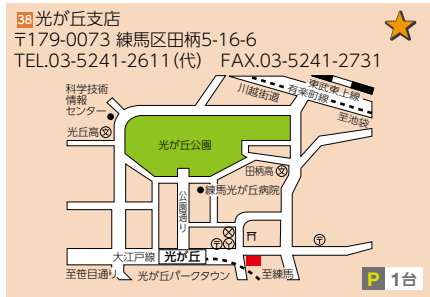 38 光が丘支店
〒179-0073 練馬区田柄5-16-6
TEL.03-5241-2611(代) FAX.03-5241-2731
科学技術
情報
センター
川越街道
有楽町線
東武東上線
至池袋
光丘高
文
光が丘公園
田柄高
文
練馬光が丘病院
公園通り
〒
〒
大江戸線
光が丘
至笹目通り
光が丘パークタウン
至練馬
P 1台